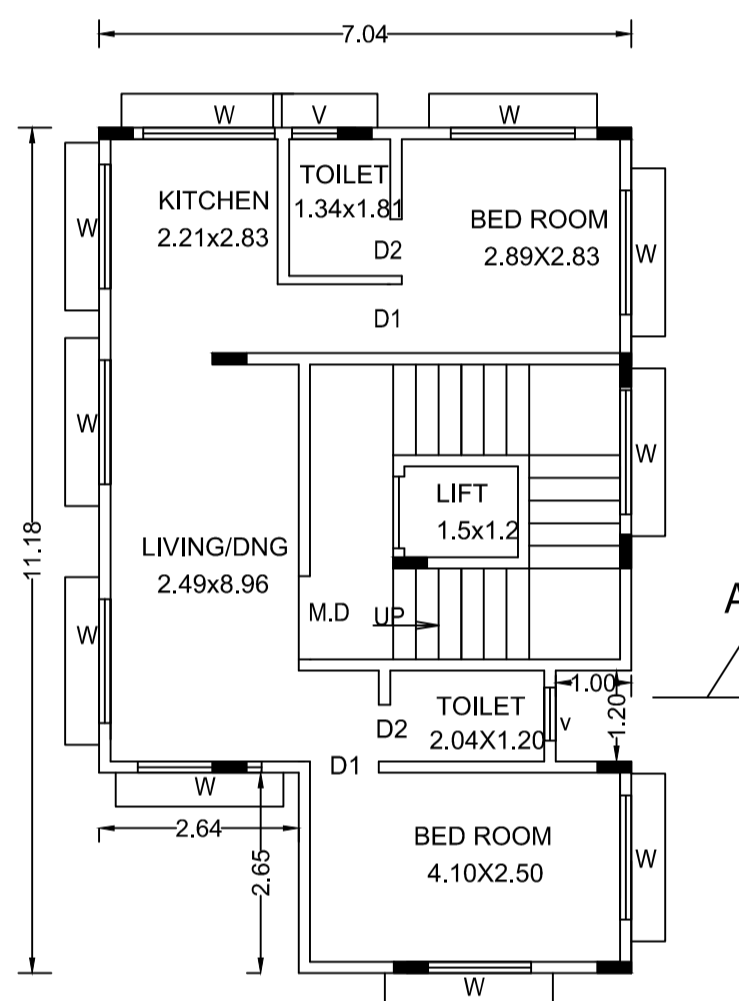 7.04
W
V
W
TOILET
1.34x1.81
KITCHEN
2.21x2.83
BED ROOM
2.89X2.83
W
W
D2
D1
W
W
LIFT
1.5x1.2
11.18
LIVING/DNG
2.49x8.96
M.D
UP
W
A
1.00
TOILET
2.04X1.20
v
1.20
D2
D1
W
2.64
2.65
BED ROOM
4.10X2.50
W
W